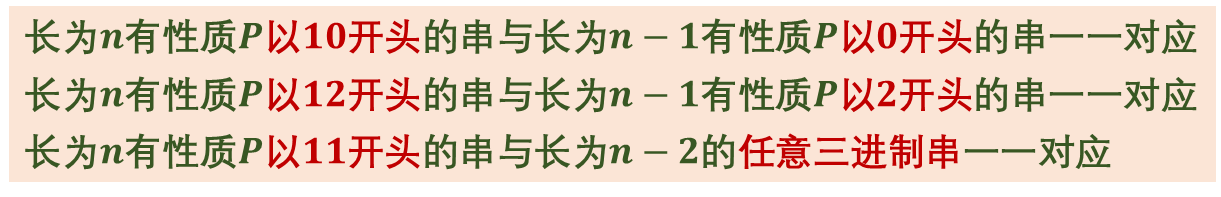 长为n有性质P以10开头的串与长为n − 1有性质P以0开头的串一一对应
长为n有性质P以12开头的串与长为n − 1有性质P以2开头的串一一对应
长为n有性质P以11开头的串与长为n − 2的任意三进制串一一对应